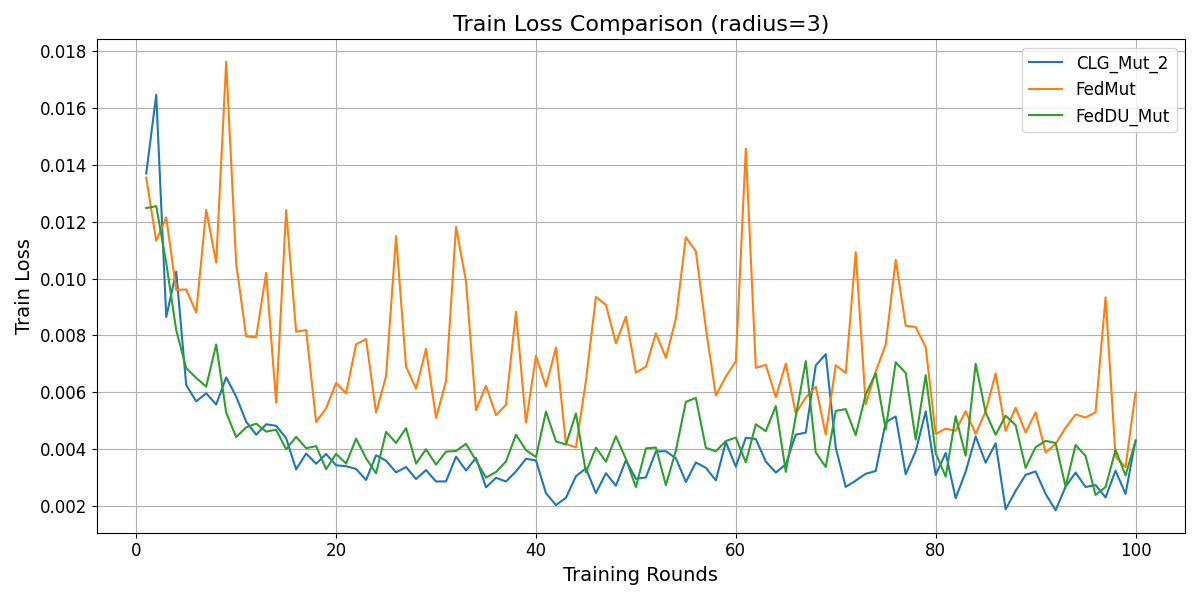 Train Loss Comparison (radius=3)
0.018
0.016
0.014
0.012
0.010
0.008
0.006
0.004
0.002
Train Loss
CLG_Mut_2
FedMut
FedDU_Mut
0 20 40 60 80 100
Training Rounds